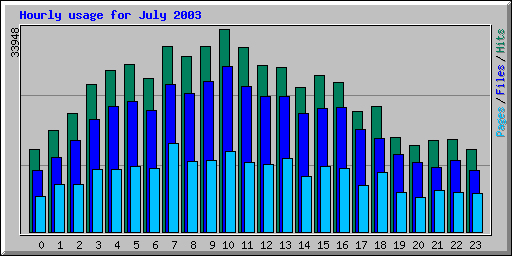 Hourly usage for July 2003
33948
Pages/Files/Hits
0 1 2 3 4 5 6 7 8 9 10 11 12 13 14 15 16 17 18 19 20 21 22 23